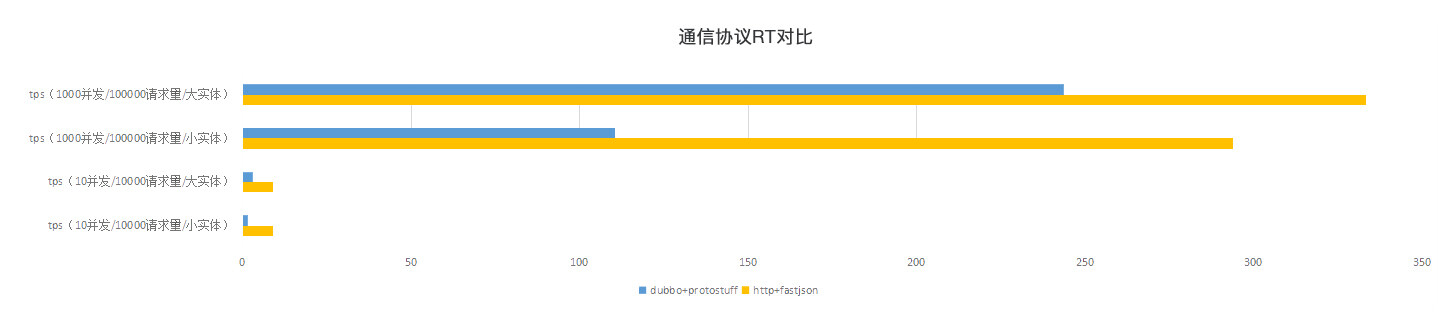 通信协议RT对比
tps（1000并发/100000请求量/大实体）
tps（1000并发/100000请求量/小实体）
tps（10并发/10000请求量/大实体）
tps（10并发/10000请求量/小实体）
0 50 100 150 200 250 300 350
dubbo+protostuff http+fastjson